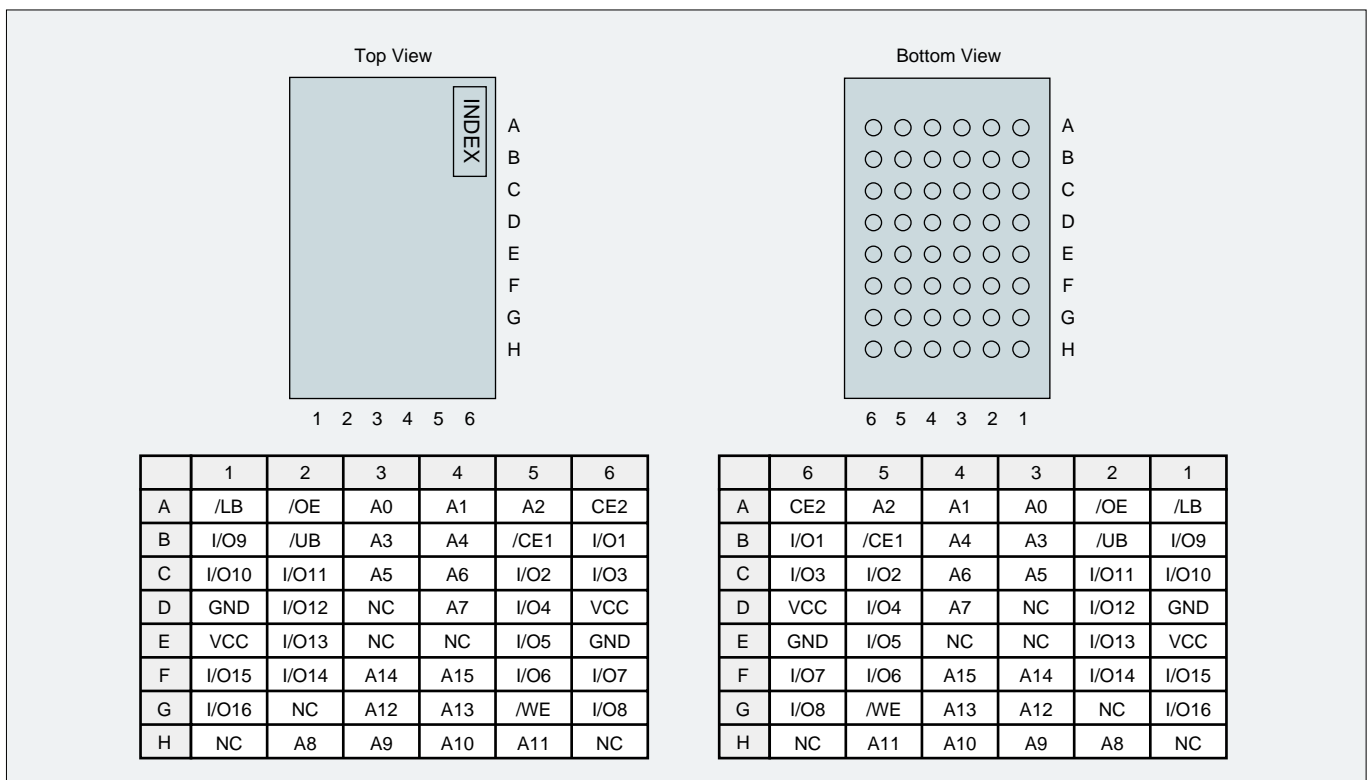 Top View
INDEX
A
B
C
D
E
F
G
H
1 2 3 4 5 6
Bottom View
A
B
C
D
E
F
G
H
6 5 4 3 2 1
1 2 3 4 5 6
A /LB /OE A0 A1 A2 CE2
B I/O9 /UB A3 A4 /CE1 I/O1
C I/O10 I/O11 A5 A6 I/O2 I/O3
D GND I/O12 NC A7 I/O4 VCC
E VCC I/O13 NC NC I/O5 GND
F I/O15 I/O14 A14 A15 I/O6 I/O7
G I/O16 NC A12 A13 /WE I/O8
H NC A8 A9 A10 A11 NC
6 5 4 3 2 1
A CE2 A2 A1 A0 /OE /LB
B I/O1 /CE1 A4 A3 /UB I/O9
C I/O3 I/O2 A6 A5 I/O11 I/O10
D VCC I/O4 A7 NC I/O12 GND
E GND I/O5 NC NC I/O13 VCC
F I/O7 I/O6 A15 A14 I/O14 I/O15
G I/O8 /WE A13 A12 NC I/O16
H NC A11 A10 A9 A8 NC